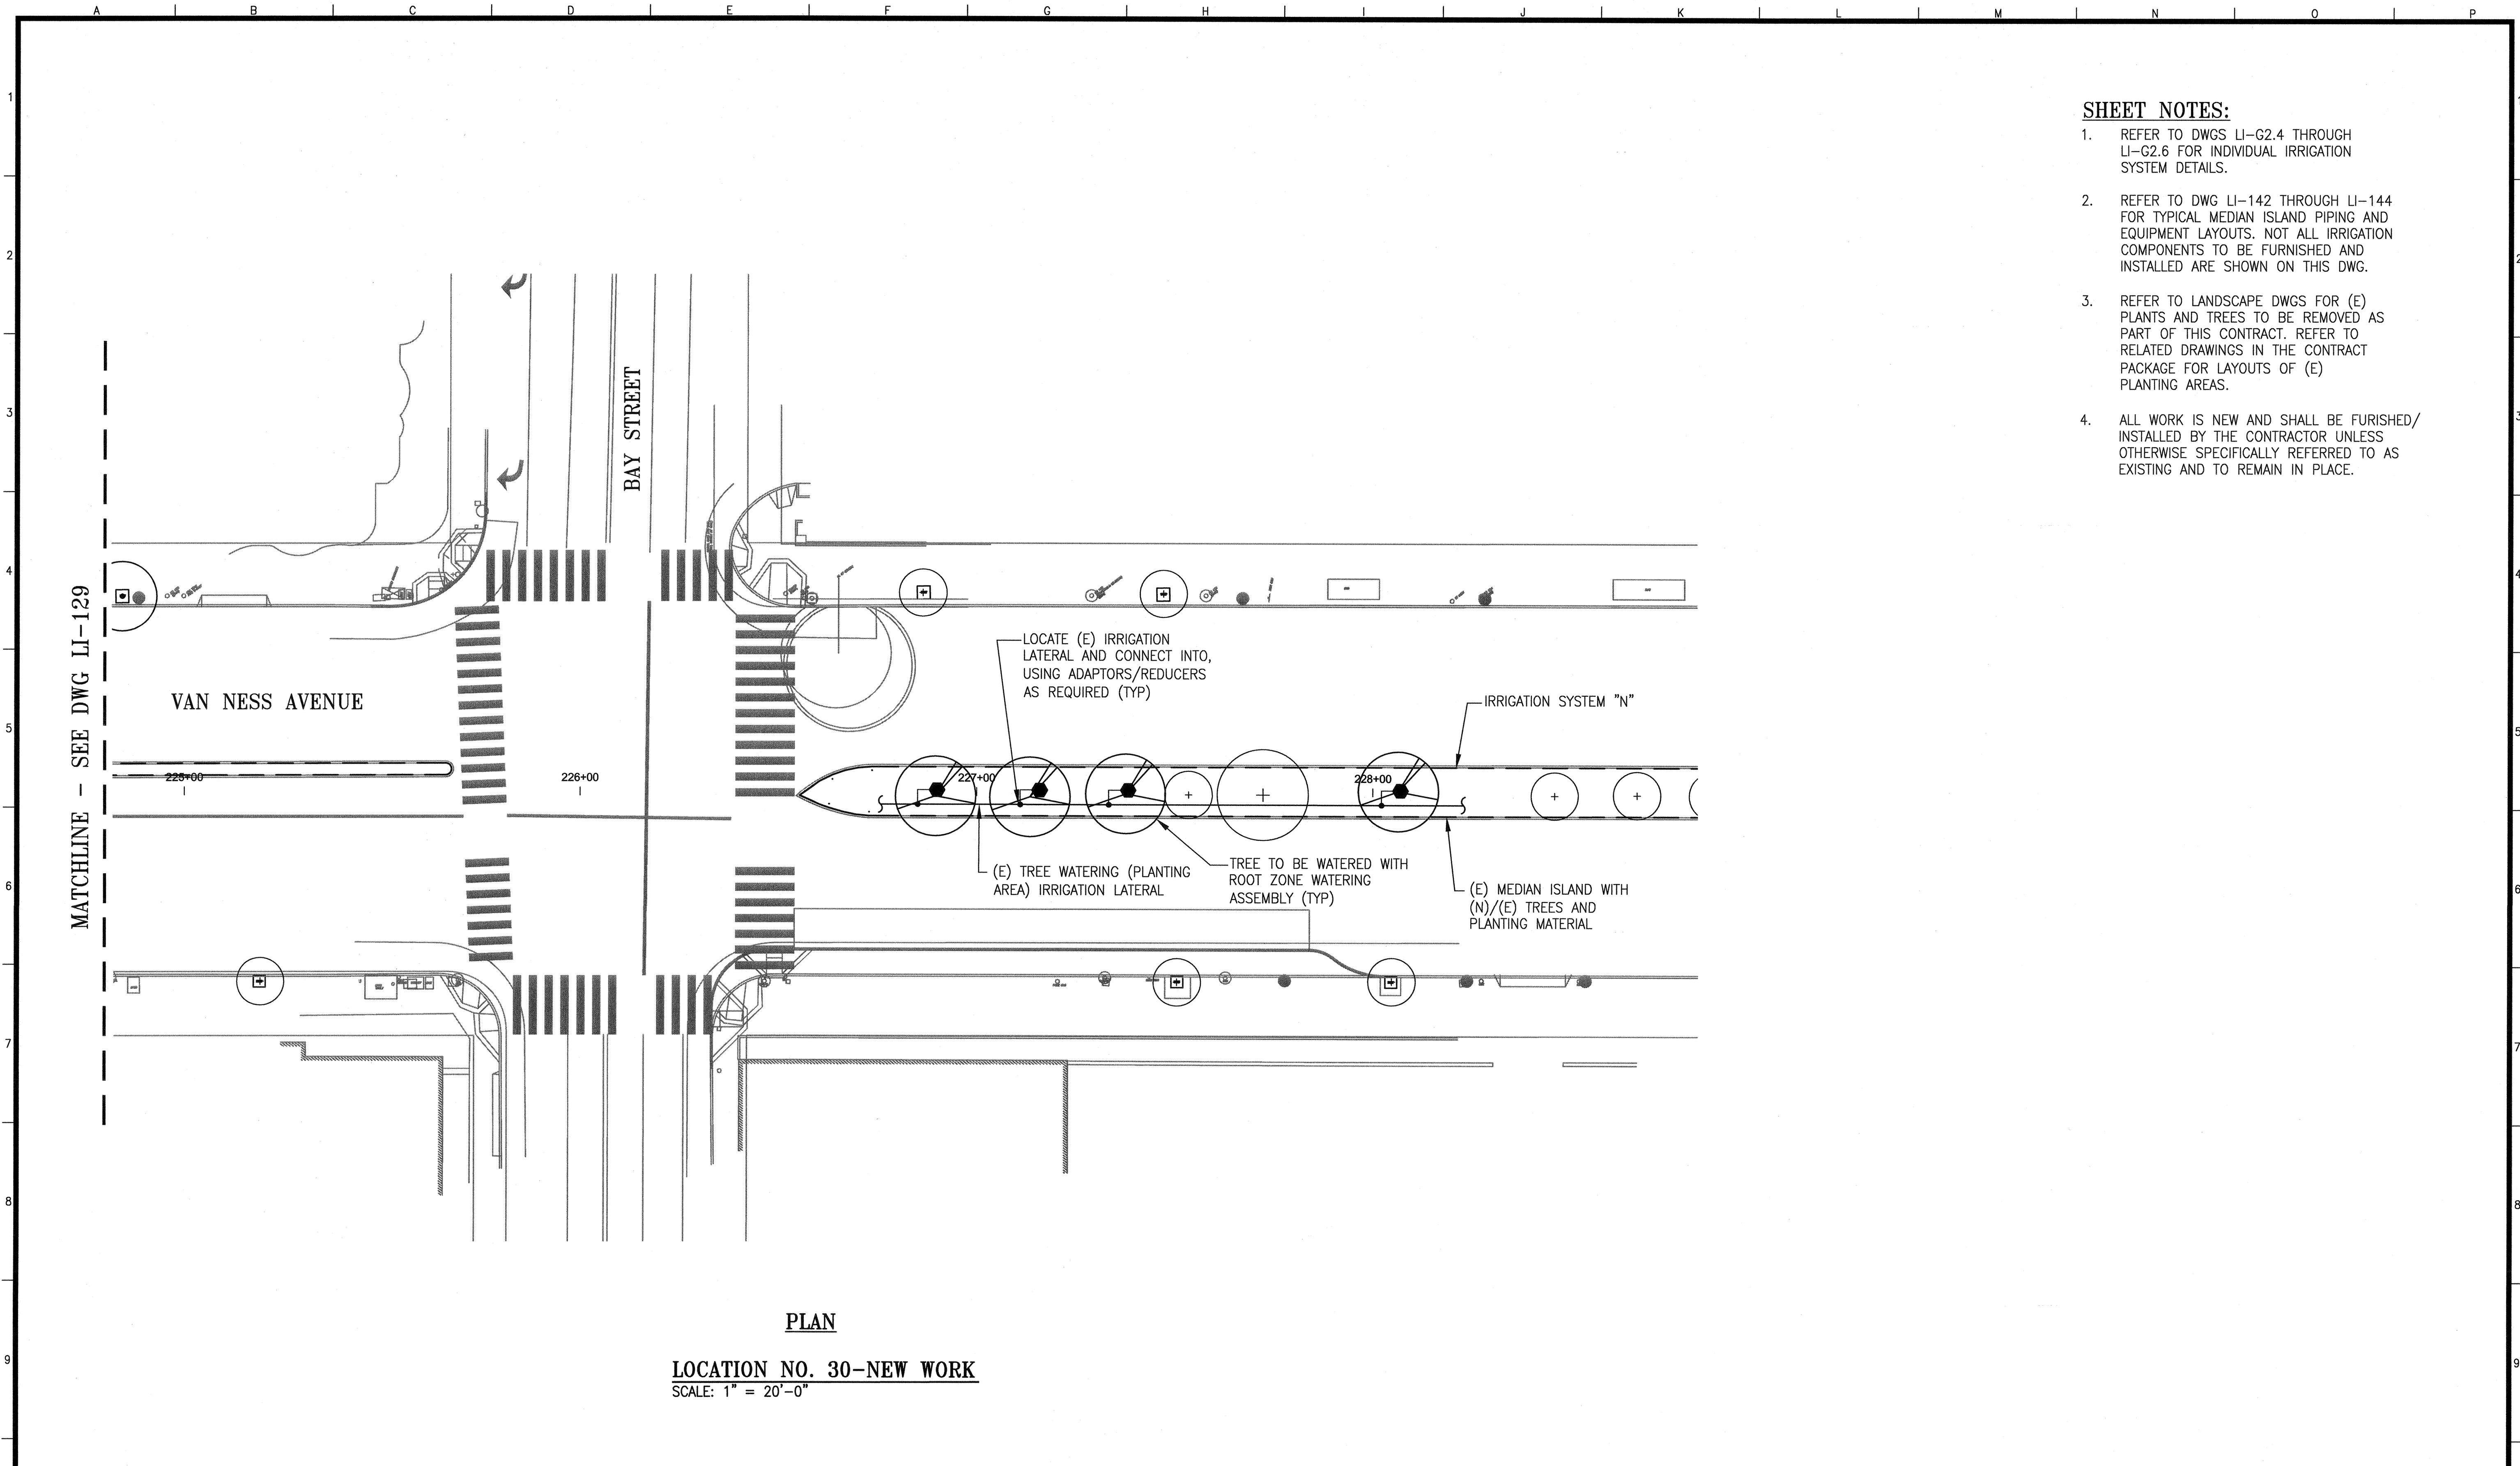 A B C D E F G H I J K L M N O P
1
2
3
4
5
6
7
8
9
SHEET NOTES:
1. REFER TO DWGS LI-G2.4 THROUGH
LI-G2.6 FOR INDIVIDUAL IRRIGATION
SYSTEM DETAILS.
2. REFER TO DWG LI-142 THROUGH LI-144
FOR TYPICAL MEDIAN ISLAND PIPING AND
EQUIPMENT LAYOUTS. NOT ALL IRRIGATION
COMPONENTS TO BE FURNISHED AND
INSTALLED ARE SHOWN ON THIS DWG.
3. REFER TO LANDSCAPE DWGS FOR (E)
PLANTS AND TREES TO BE REMOVED AS
PART OF THIS CONTRACT. REFER TO
RELATED DRAWINGS IN THE CONTRACT
PACKAGE FOR LAYOUTS OF (E)
PLANTING AREAS.
4. ALL WORK IS NEW AND SHALL BE FURISHED/
INSTALLED BY THE CONTRACTOR UNLESS
OTHERWISE SPECIFICALLY REFERRED TO AS
EXISTING AND TO REMAIN IN PLACE.
MATCHLINE - SEE DWG LI-129
BAY STREET
VAN NESS AVENUE
LOCATE (E) IRRIGATION
LATERAL AND CONNECT INTO,
USING ADAPTORS/REDUCERS
AS REQUIRED (TYP)
IRRIGATION SYSTEM "N"
225+00
226+00
227+00
228+00
(E) TREE WATERING (PLANTING
AREA) IRRIGATION LATERAL
TREE TO BE WATERED WITH
ROOT ZONE WATERING
ASSEMBLY (TYP)
(E) MEDIAN ISLAND WITH
(N)/(E) TREES AND
PLANTING MATERIAL
PLAN
LOCATION NO. 30-NEW WORK
SCALE: 1" = 20'-0"
2
3
4
5
6
7
8
9